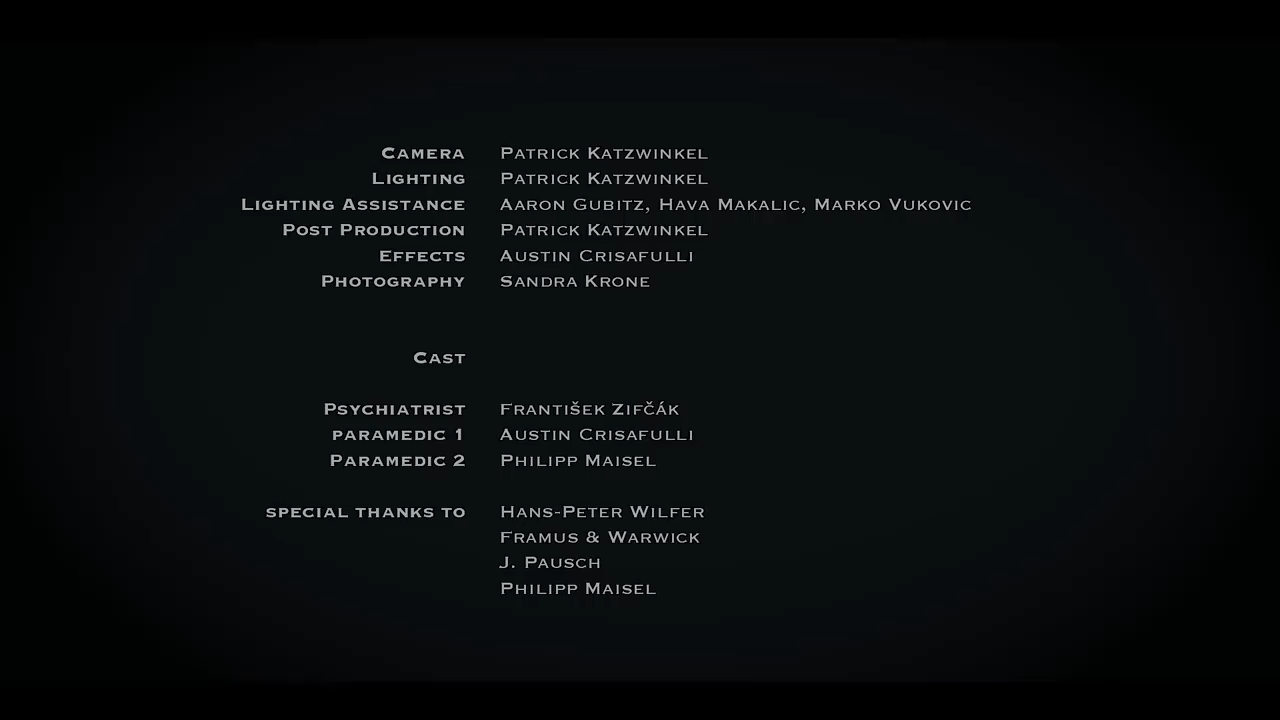 Camera Patrick Katzwinkel
Lighting Patrick Katzwinkel
Lighting Assistance Aaron Gubitz, Hava Makalic, Marko Vukovic
Post Production Patrick Katzwinkel
Effects Austin Crisafulli
Photography Sandra Krone
Cast
Psychiatrist František Zifčák
paramedic 1 Austin Crisafulli
Paramedic 2 Philipp Maisel
special thanks to Hans-Peter Wilfer
Framus & Warwick
J. Pausch
Philipp Maisel